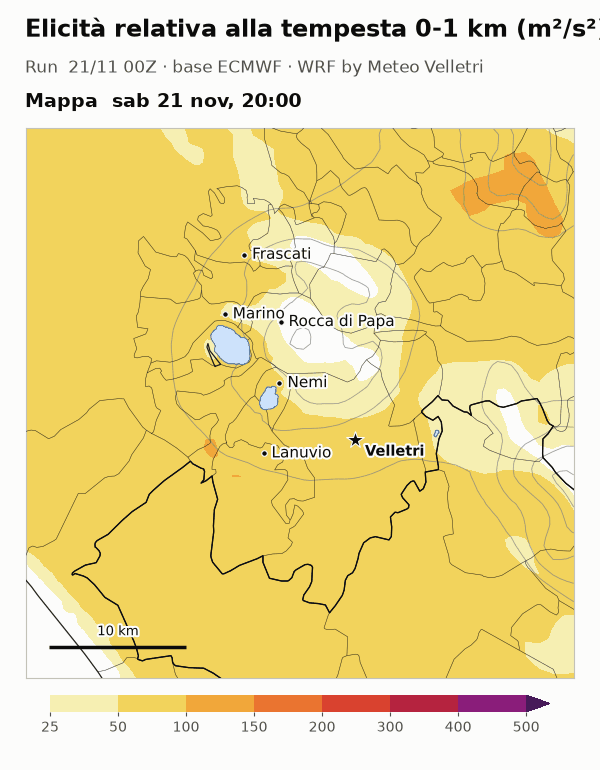 Elicità relativa alla tempesta 0-1 km (m²/s²)
Run  21/11 00Z · base ECMWF · WRF by Meteo Velletri
Mappa  sab 21 nov, 20:00
Frascati
Marino
Rocca di Papa
Nemi
Velletri
Lanuvio
10 km
25 50 100 150 200 300 400 500